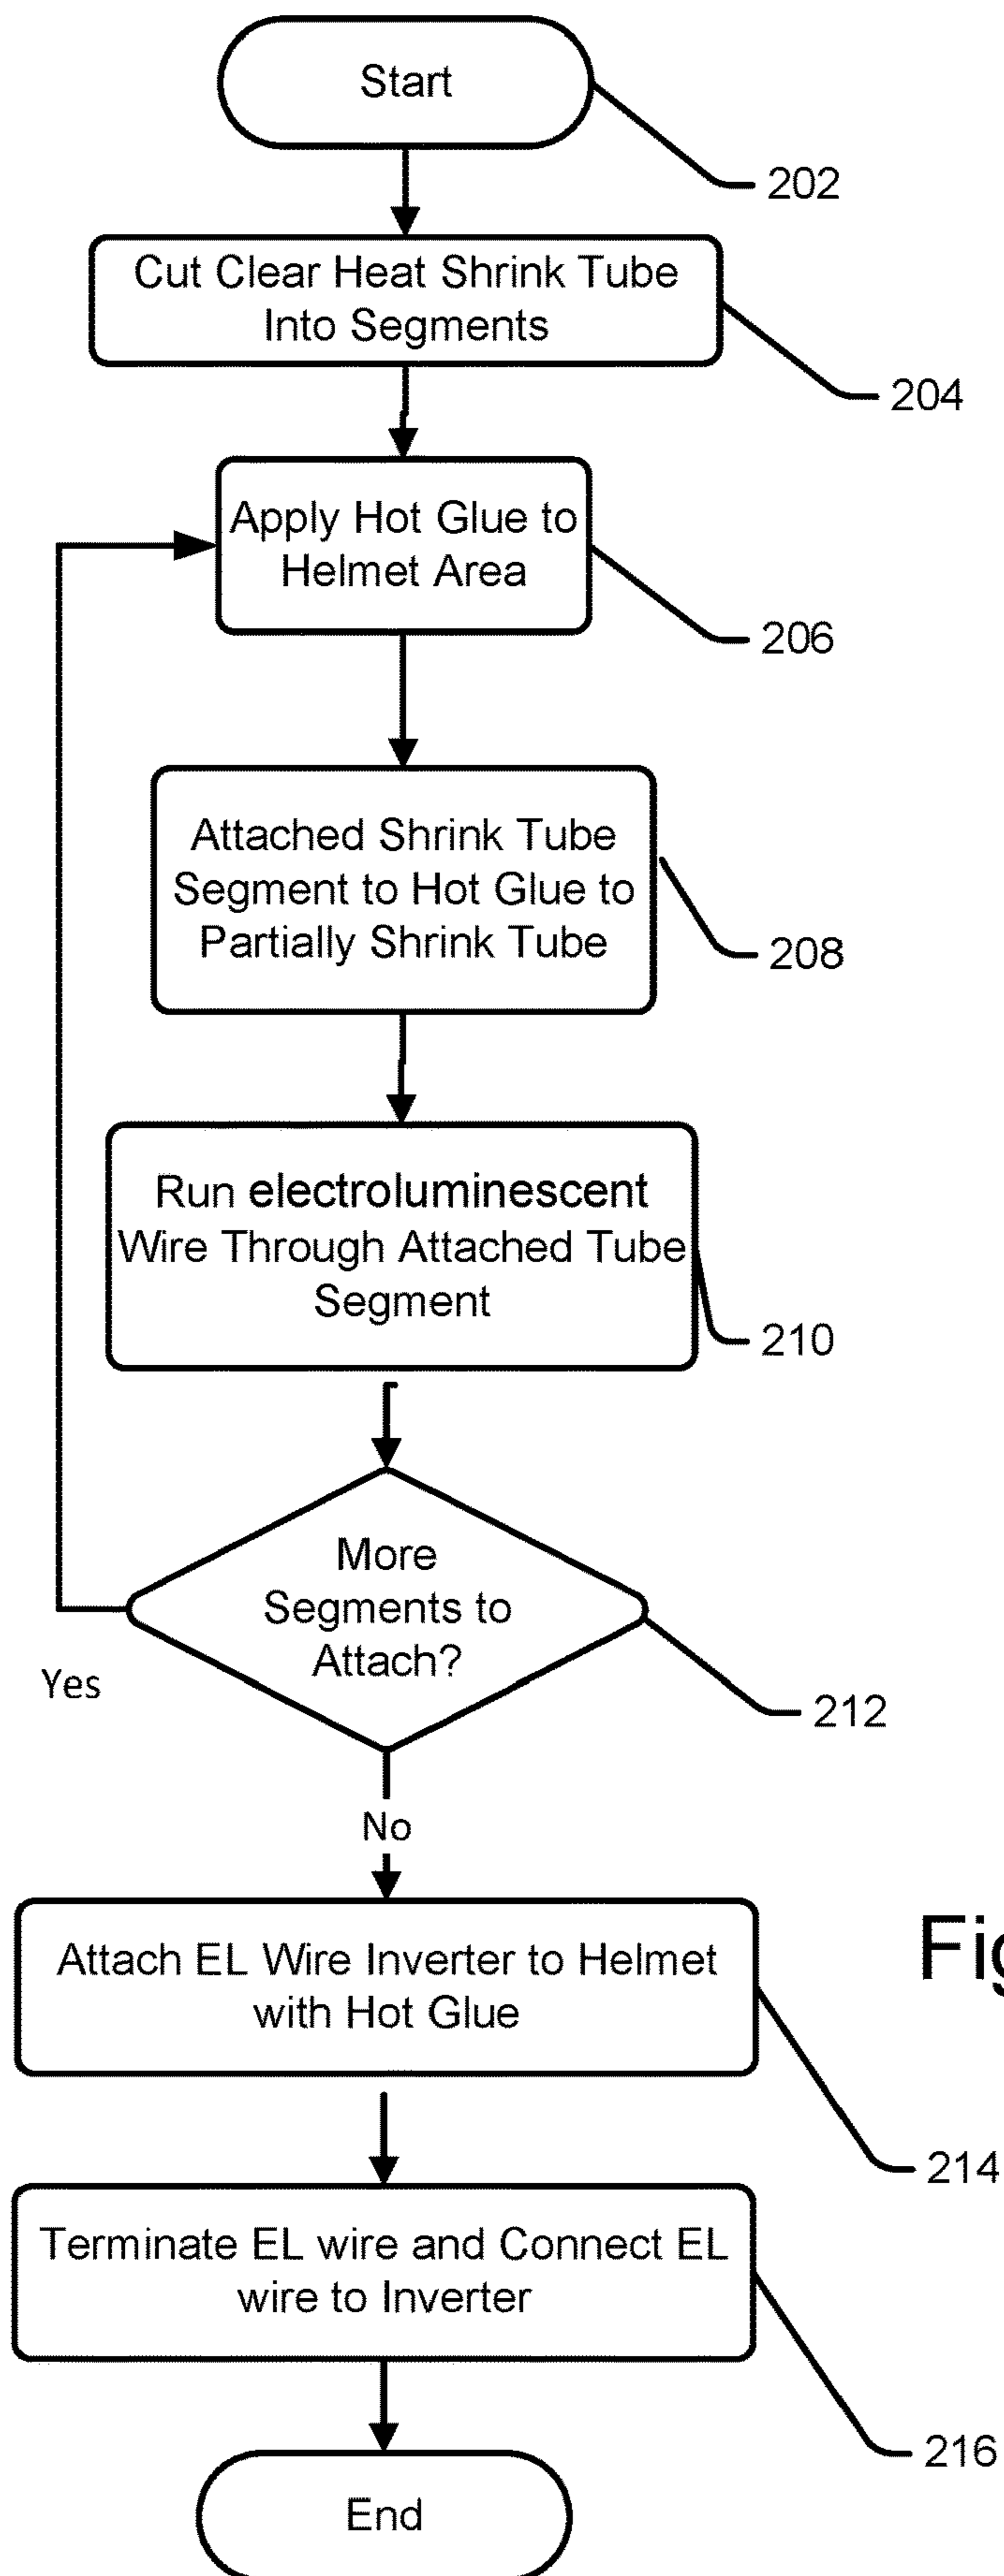 Start
202
Cut Clear Heat Shrink Tube
Into Segments
204
Apply Hot Glue to
Helmet Area
206
Attached Shrink Tube
Segment to Hot Glue to
Partially Shrink Tube
208
Run electroluminescent
Wire Through Attached Tube
Segment
210
More
Segments to
Attach?
Yes
212
No
Attach EL Wire Inverter to Helmet
with Hot Glue
Fig
214
Terminate EL wire and Connect EL
wire to Inverter
216
End